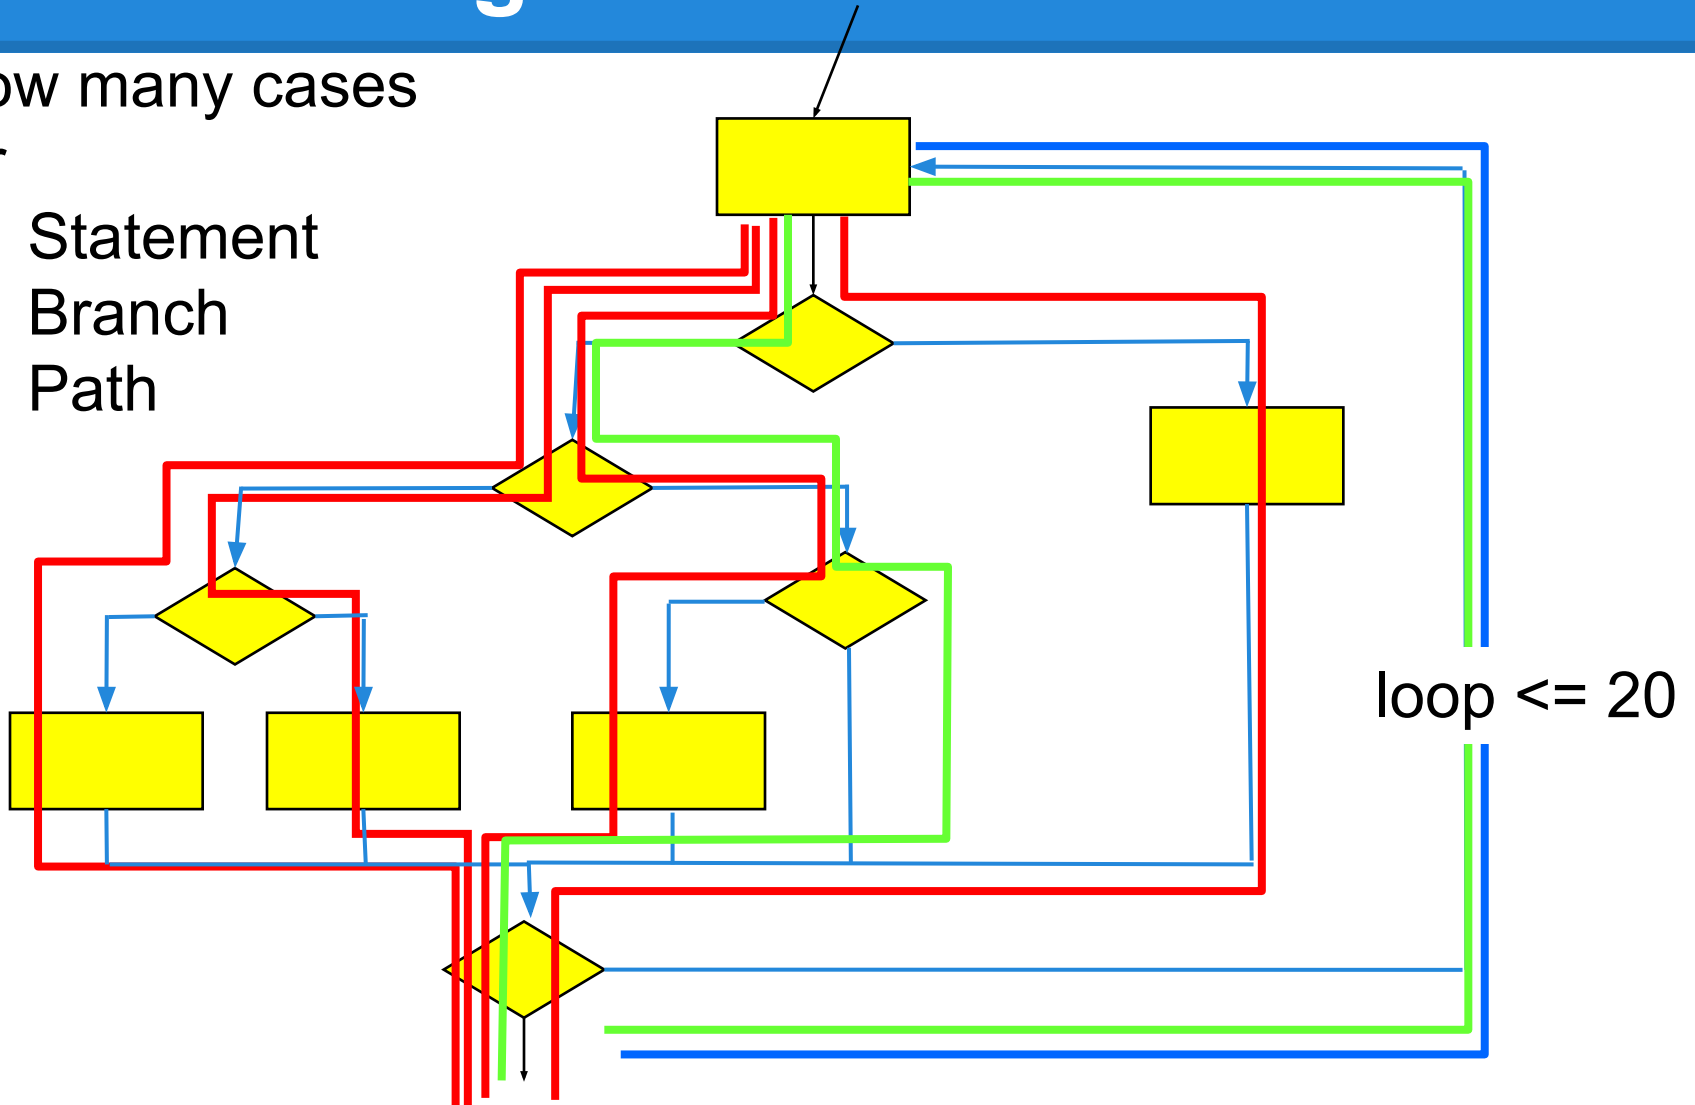 ow many cases
Statement
Branch
Path
loop <= 20